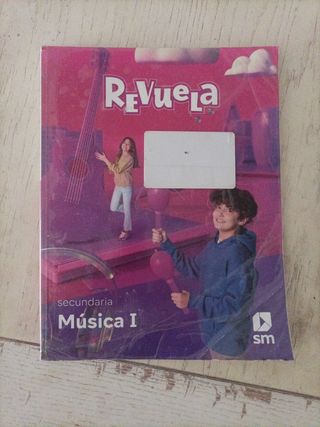 REVUELA
secundaria
Música I
sm